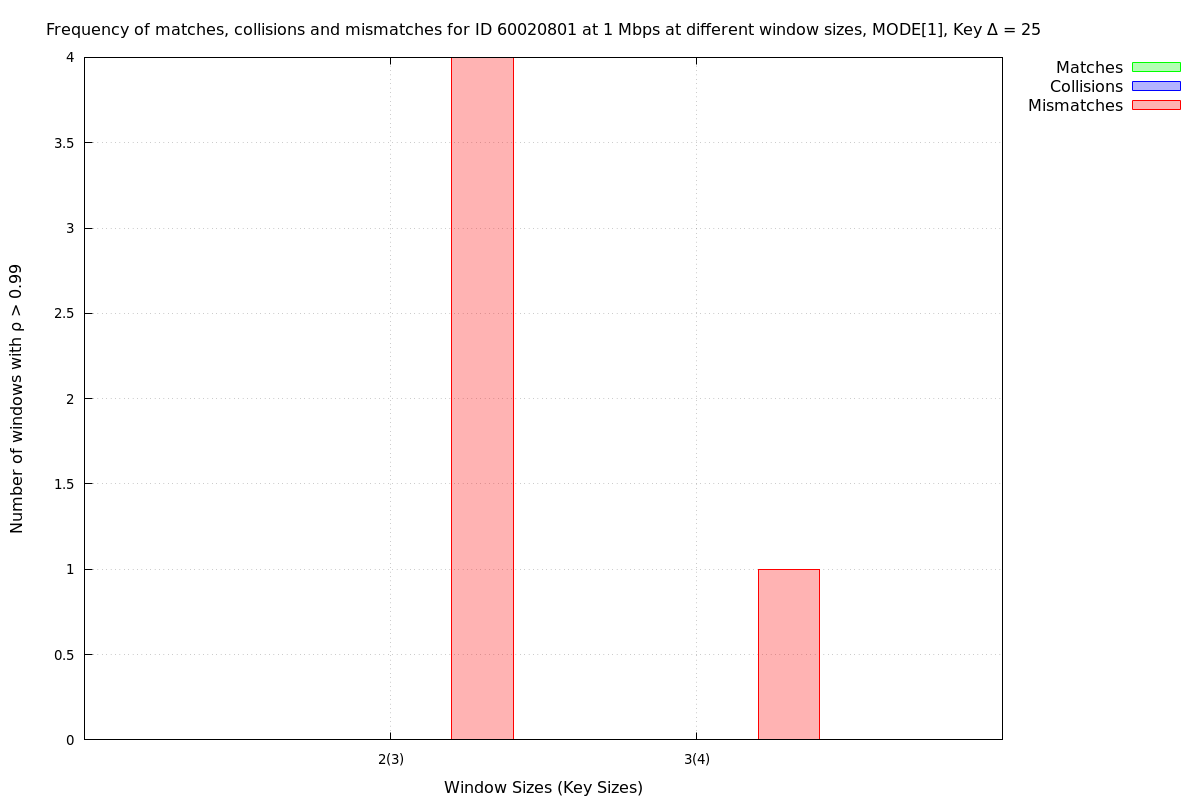 Frequency of matches, collisions and mismatches for ID 60020801 at 1 Mbps at different window sizes, MODE[1], Key Δ = 25
Matches
Collisions
Mismatches
Number of windows with ρ > 0.99
4
3.5
3
2.5
2
1.5
1
0.5
0
2(3) 3(4)
Window Sizes (Key Sizes)